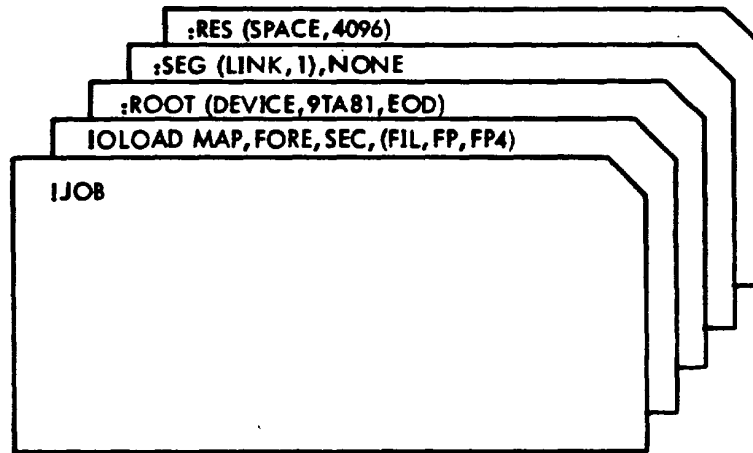 :RES (SPACE,4096)
:SEG (LINK,1),NONE
:ROOT (DEVICE,9TA81,EOD)
!OLOAD MAP,FORE,SEC,(FIL,FP,FP4)
!JOB